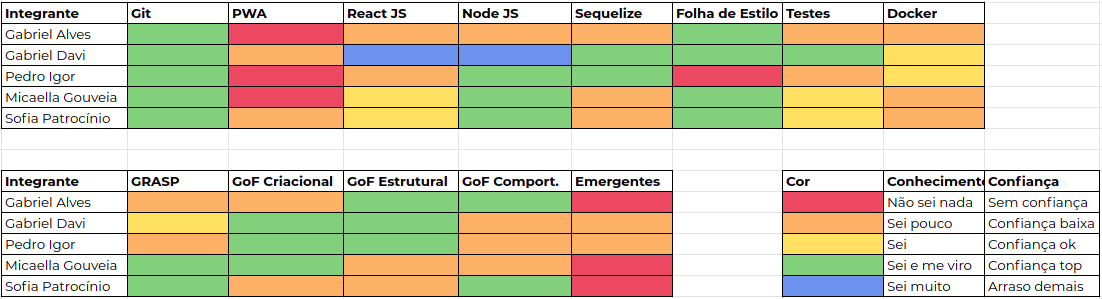 Integrante Git PWA React JS Node JS Sequelize Folha de Estilo Testes Docker
Gabriel Alves
Gabriel Davi
Pedro Igor
Micaella Gouveia
Sofia Patrocínio
Integrante GRASP GoF Criacional GoF Estrutural GoF Comport. Emergentes Cor Conhecimento Confiança
Gabriel Alves Não sei nada Sem confiança
Gabriel Davi Sei pouco Confiança baixa
Pedro Igor Sei Confiança ok
Micaella Gouveia Sei e me viro Confiança top
Sofia Patrocínio Sei muito Arraso demais